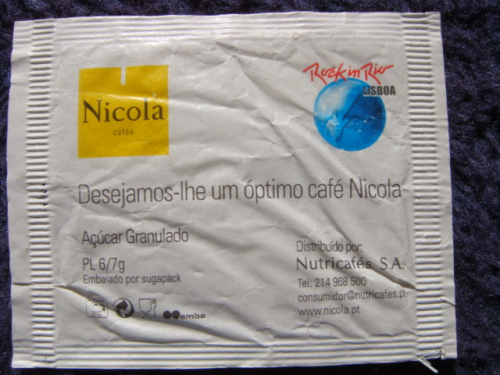 Nicola
cafés
Rock in Rio
LISBOA
Desejamos-lhe um óptimo café Nicola
Açúcar Granulado
PL 6/7g
Embalado por sugapack
emba
Distribuído por:
Nutricafés, S.A.
Tel: 214 968 500
consumidor@nutricafes.pt
www.nicola.pt